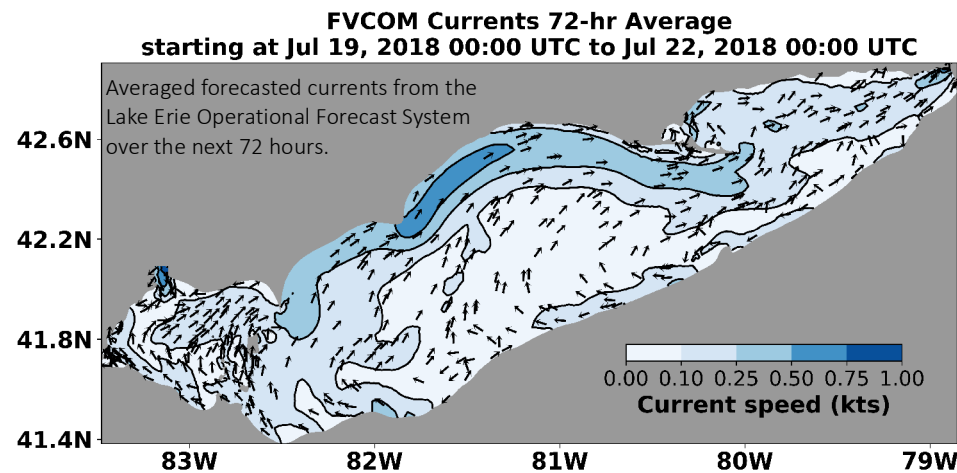 FVCOM Currents 72-hr Average
starting at Jul 19, 2018 00:00 UTC to Jul 22, 2018 00:00 UTC
Averaged forecasted currents from the
Lake Erie Operational Forecast System
over the next 72 hours.
42.6N
42.2N
41.8N
41.4N
0.00 0.10 0.25 0.50 0.75 1.00
Current speed (kts)
83W 82W 81W 80W 79W